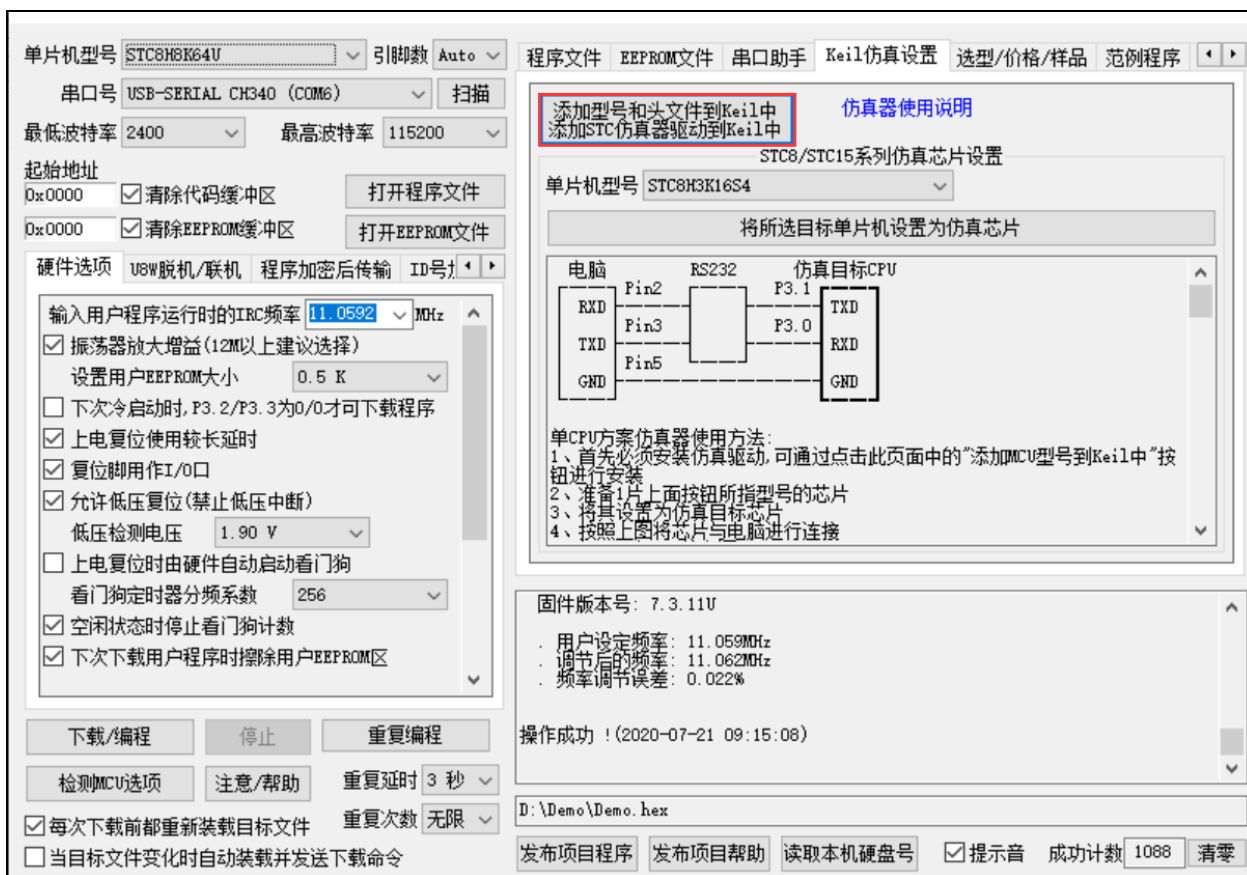 单片机型号 STC8H8K64U 引脚数 Auto
串口号 USB-SERIAL CH340 (COM6) 扫描
最低波特率 2400 最高波特率 115200
起始地址
0x0000 清除代码缓冲区 打开程序文件
0x0000 清除EEPROM缓冲区 打开EEPROM文件
硬件选项 U8W脱机/联机 程序加密后传输 ID号
输入用户程序运行时的IRC频率 11.0592 MHz
振荡器放大增益(12M以上建议选择)
设置用户EEPROM大小 0.5 K
下次冷启动时,P3.2/P3.3为0/0才可下载程序
上电复位使用较长延时
复位脚用作I/O口
允许低压复位(禁止低压中断)
低压检测电压 1.90 V
上电复位时由硬件自动启动看门狗
看门狗定时器分频系数 256
空闲状态时停止看门狗计数
下次下载用户程序时擦除用户EEPROM区
下载/编程 停止 重复编程
检测MCU选项 注意/帮助 重复延时 3 秒
重复次数 无限
每次下载前都重新装载目标文件
当目标文件变化时自动装载并发送下载命令
程序文件 EEPROM文件 串口助手 Keil仿真设置 选型/价格/样品 范例程序
添加型号和头文件到Keil中
添加STC仿真器驱动到Keil中
仿真器使用说明
STC8/STC15系列仿真芯片设置
单片机型号 STC8H3K16S4
将所选目标单片机设置为仿真芯片
电脑 RS232 仿真目标CPU
Pin2 P3.1
RXD TXD
Pin3 P3.0
TXD RXD
Pin5
GND GND
单CPU方案仿真器使用方法:
1、首先必须安装仿真驱动,可通过点击此页面中的"添加MCU型号到Keil中"按
钮进行安装
2、准备1片上面按钮所指型号的芯片
3、将其设置为仿真目标芯片
4、按照上图将芯片与电脑进行连接
固件版本号: 7.3.11U
. 用户设定频率: 11.059MHz
. 调节后的频率: 11.062MHz
. 频率调节误差: 0.022%
操作成功 !(2020-07-21 09:15:08)
D:\Demo\Demo.hex
发布项目程序 发布项目帮助 读取本机硬盘号 提示音 成功计数 1088 清零